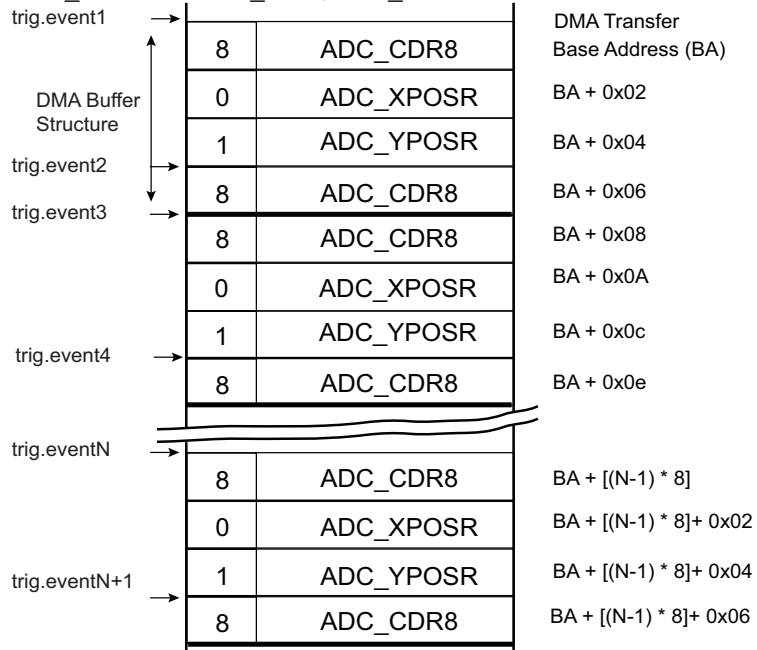 trig.event1
DMA Transfer
8 ADC_CDR8 Base Address (BA)
DMA Buffer
Structure
0 ADC_XPOSR BA + 0x02
1 ADC_YPOSR BA + 0x04
trig.event2
8 ADC_CDR8 BA + 0x06
trig.event3
8 ADC_CDR8 BA + 0x08
0 ADC_XPOSR BA + 0x0A
1 ADC_YPOSR BA + 0x0c
trig.event4
8 ADC_CDR8 BA + 0x0e
trig.eventN
8 ADC_CDR8 BA + [(N-1) * 8]
0 ADC_XPOSR BA + [(N-1) * 8]+ 0x02
1 ADC_YPOSR BA + [(N-1) * 8]+ 0x04
trig.eventN+1
8 ADC_CDR8 BA + [(N-1) * 8]+ 0x06